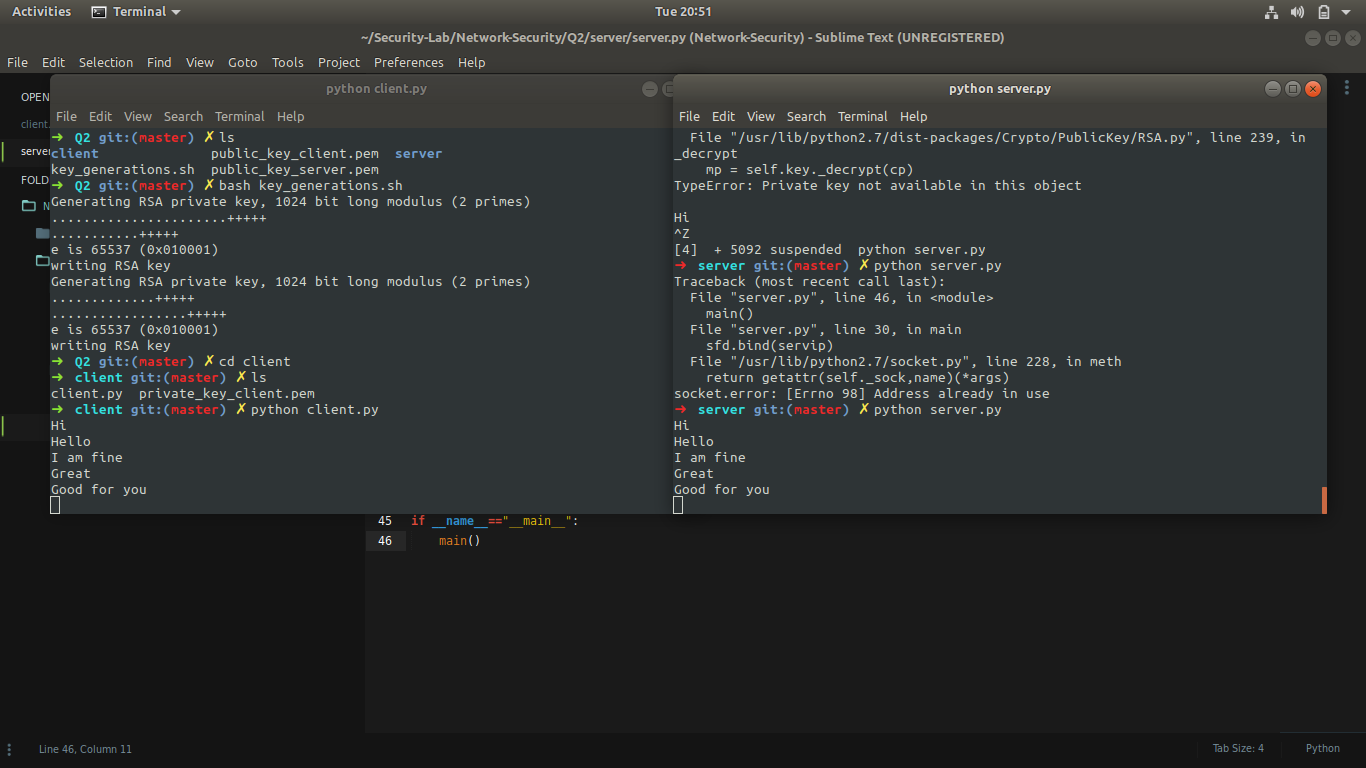 Activities Terminal Tue 20:51
~/Security-Lab/Network-Security/Q2/server/server.py (Network-Security) - Sublime Text (UNREGISTERED)
File Edit Selection Find View Goto Tools Project Preferences Help
OPEN
client.
server
FOLD
N
python client.py
File Edit View Search Terminal Help
➜ Q2 git:(master) ✗ ls
client public_key_client.pem server
key_generations.sh public_key_server.pem
➜ Q2 git:(master) ✗ bash key_generations.sh
Generating RSA private key, 1024 bit long modulus (2 primes)
......................+++++
...........+++++
e is 65537 (0x010001)
writing RSA key
Generating RSA private key, 1024 bit long modulus (2 primes)
.............+++++
.................+++++
e is 65537 (0x010001)
writing RSA key
➜ Q2 git:(master) ✗ cd client
➜ client git:(master) ✗ ls
client.py private_key_client.pem
➜ client git:(master) ✗ python client.py
Hi
Hello
I am fine
Great
Good for you
python server.py
File Edit View Search Terminal Help
File "/usr/lib/python2.7/dist-packages/Crypto/PublicKey/RSA.py", line 239, in
_decrypt
mp = self.key._decrypt(cp)
TypeError: Private key not available in this object
Hi
^Z
[4] + 5092 suspended python server.py
➜ server git:(master) ✗ python server.py
Traceback (most recent call last):
File "server.py", line 46, in <module>
main()
File "server.py", line 30, in main
sfd.bind(servip)
File "/usr/lib/python2.7/socket.py", line 228, in meth
return getattr(self._sock,name)(*args)
socket.error: [Errno 98] Address already in use
➜ server git:(master) ✗ python server.py
Hi
Hello
I am fine
Great
Good for you
45 if __name__=="__main__":
46 main()
Line 46, Column 11 Tab Size: 4 Python